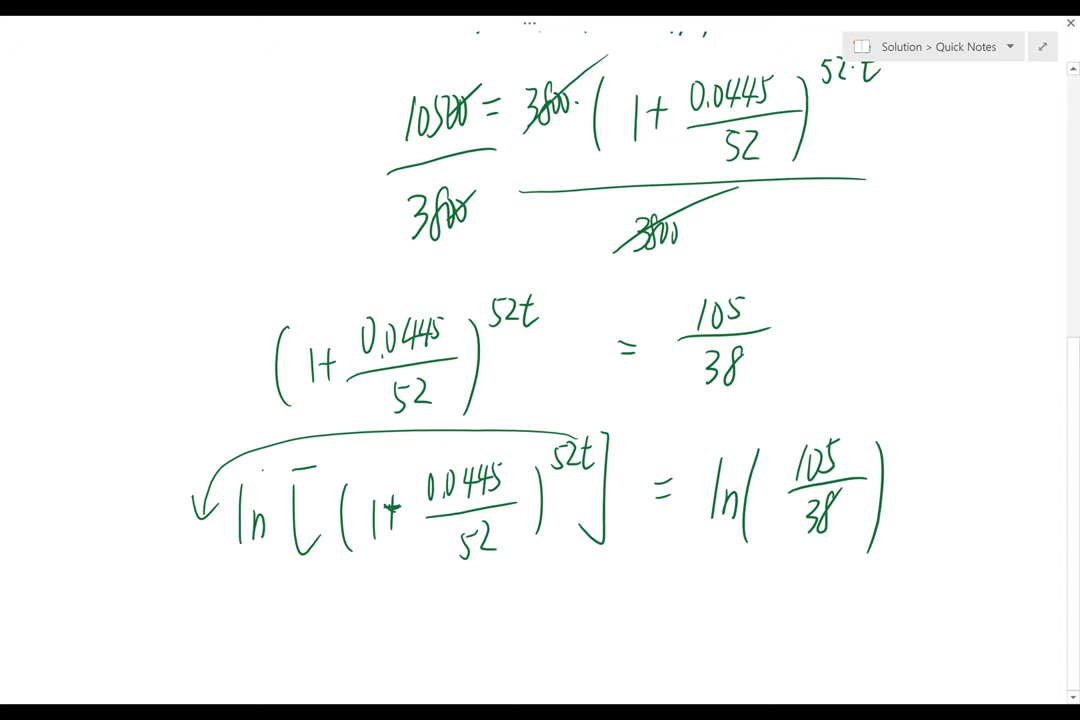 Solution > Quick Notes
10500 / 3800 = 3800 · (1 + 0.0445 / 52)^52·t / 3800
(1 + 0.0445 / 52)^52t = 105 / 38
ln [(1 + 0.0445 / 52)^52t] = ln(105 / 38)